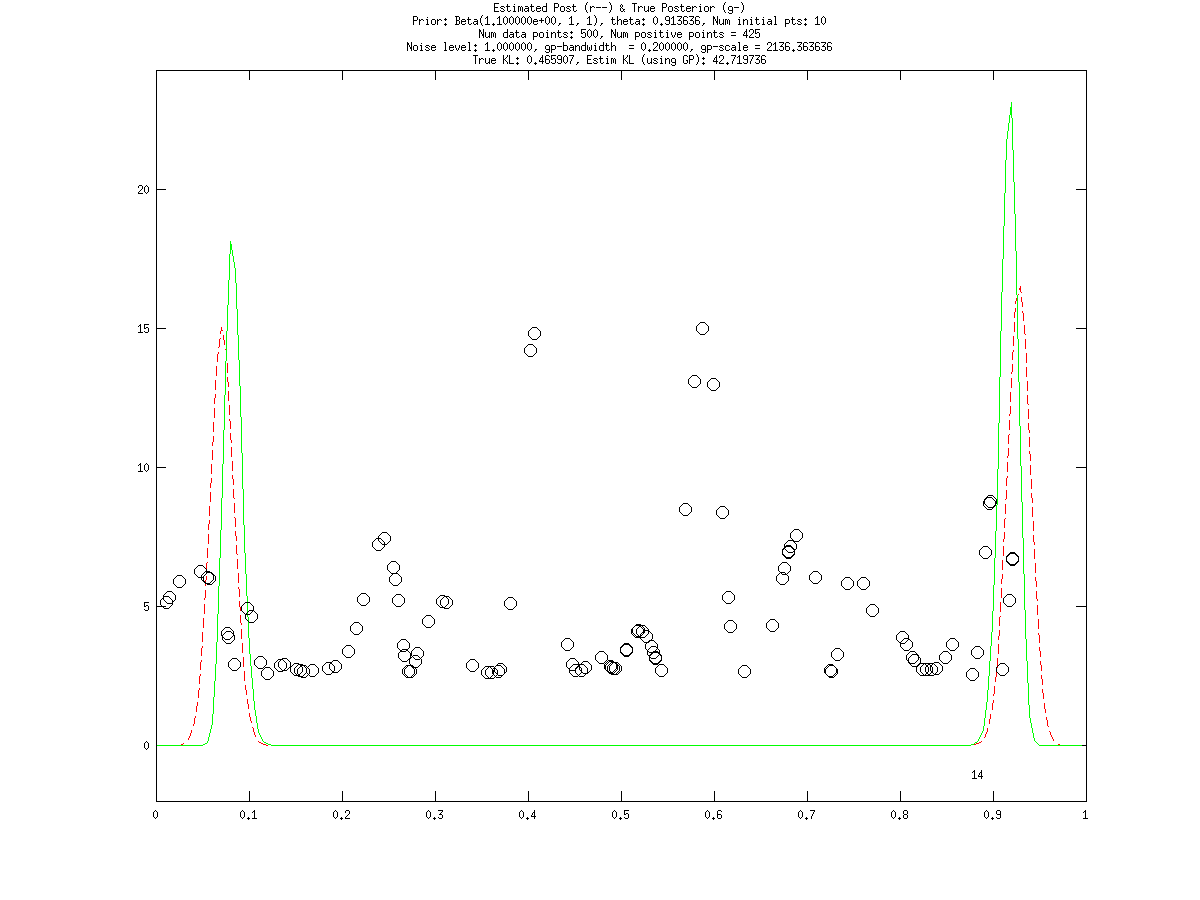 Estimated Post (r--) & True Posterior (g-)
Prior: Beta(1.100000e+00, 1, 1), theta: 0.913636, Num initial pts: 10
Num data points: 500, Num positive points = 425
Noise level: 1.000000, gp-bandwidth  = 0.200000, gp-scale = 2136.363636
True KL: 0.465907, Estim KL (using GP): 42.719736
20
15
10
5
0
14
0 0.1 0.2 0.3 0.4 0.5 0.6 0.7 0.8 0.9 1